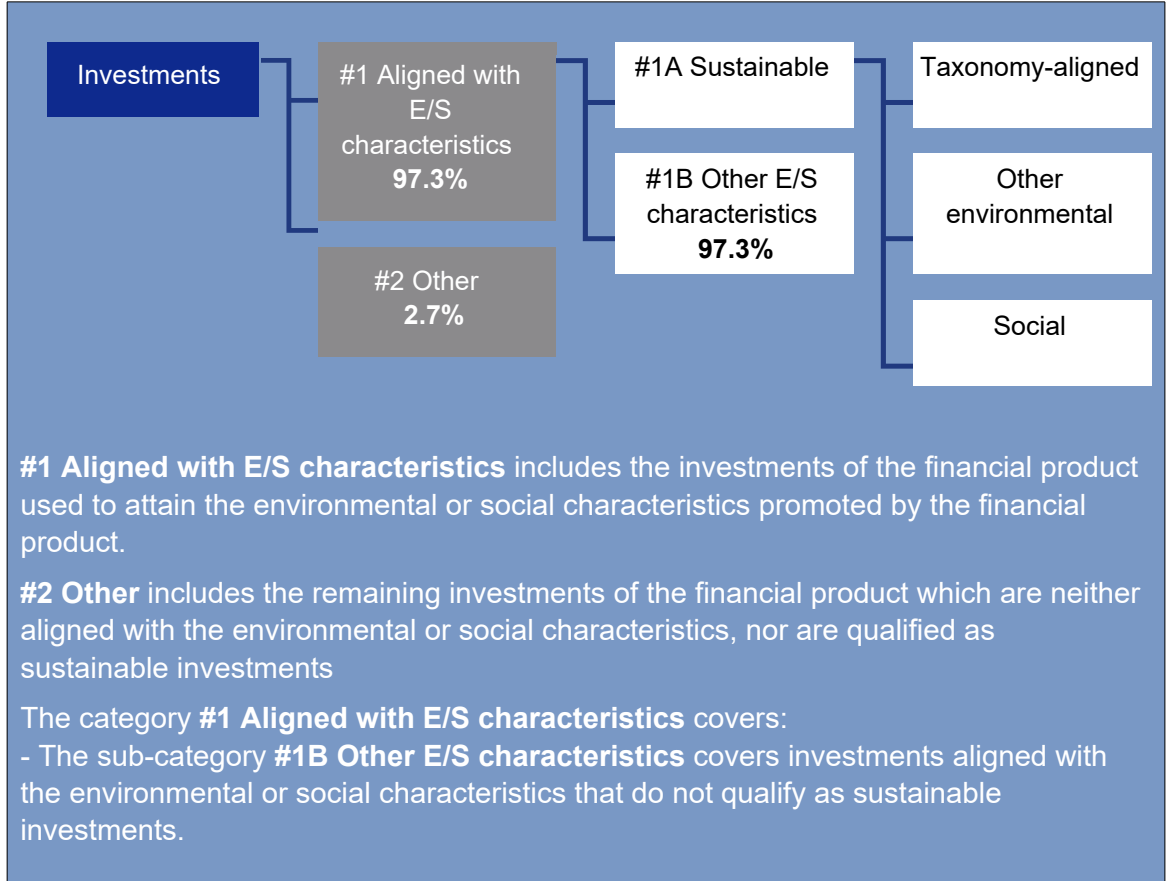 Investments
#1 Aligned with
E/S
characteristics
97.3%
#2 Other
2.7%
#1A Sustainable
#1B Other E/S
characteristics
97.3%
Taxonomy-aligned
Other
environmental
Social
#1 Aligned with E/S characteristics includes the investments of the financial product
used to attain the environmental or social characteristics promoted by the financial
product.
#2 Other includes the remaining investments of the financial product which are neither
aligned with the environmental or social characteristics, nor are qualified as
sustainable investments
The category #1 Aligned with E/S characteristics covers:
- The sub-category #1B Other E/S characteristics covers investments aligned with
the environmental or social characteristics that do not qualify as sustainable
investments.